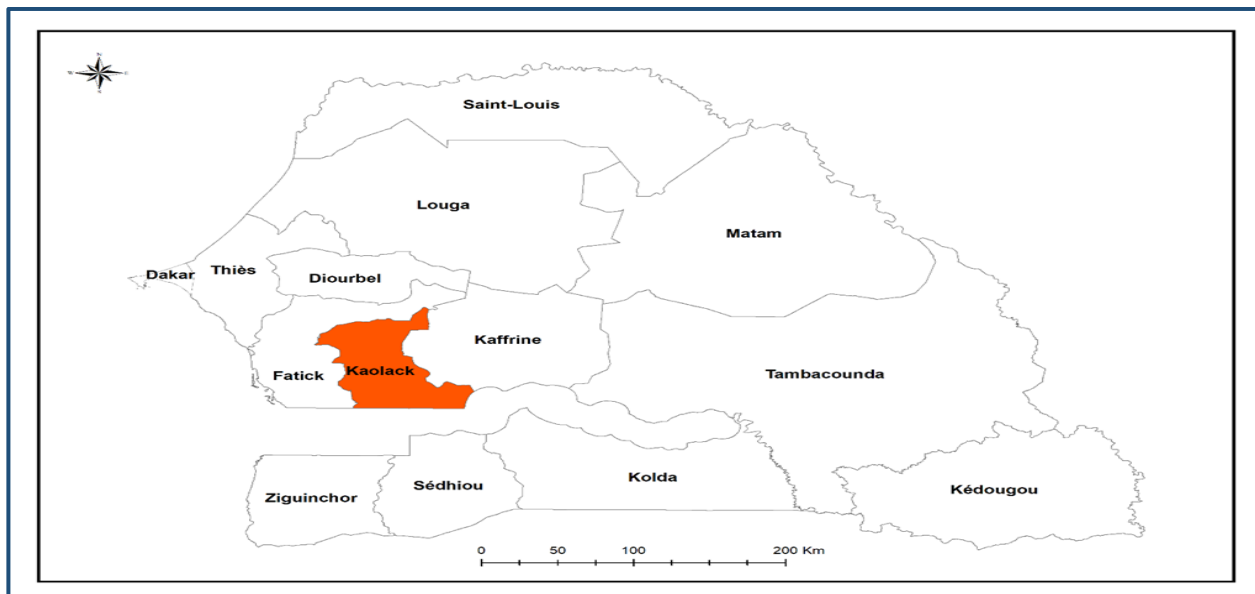 Saint-Louis
Louga
Matam
Dakar
Thiès
Diourbel
Kaffrine
Fatick
Kaolack
Tambacounda
Ziguinchor
Sédhiou
Kolda
Kédougou
0 50 100 200 Km